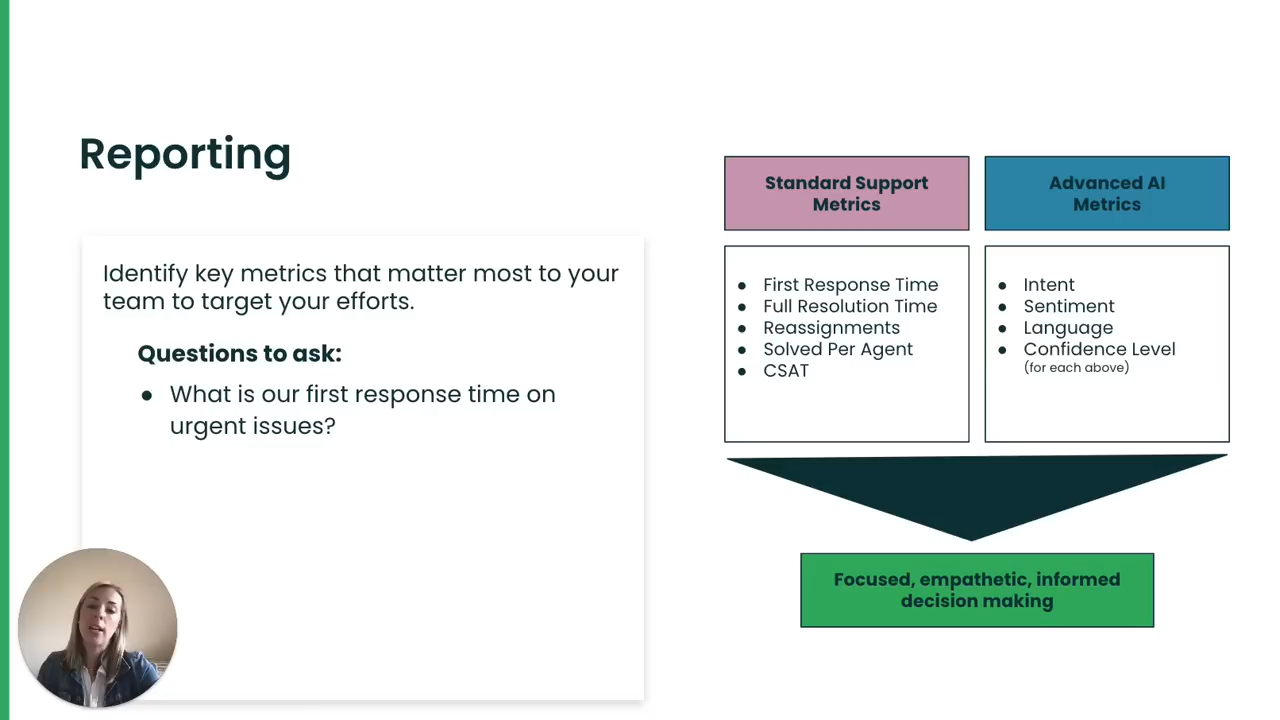 Reporting
Identify key metrics that matter most to your
team to target your efforts.
Questions to ask:
● What is our first response time on
urgent issues?
Standard Support
Metrics
● First Response Time
● Full Resolution Time
● Reassignments
● Solved Per Agent
● CSAT
Advanced AI
Metrics
● Intent
● Sentiment
● Language
● Confidence Level
(for each above)
Focused, empathetic, informed
decision making